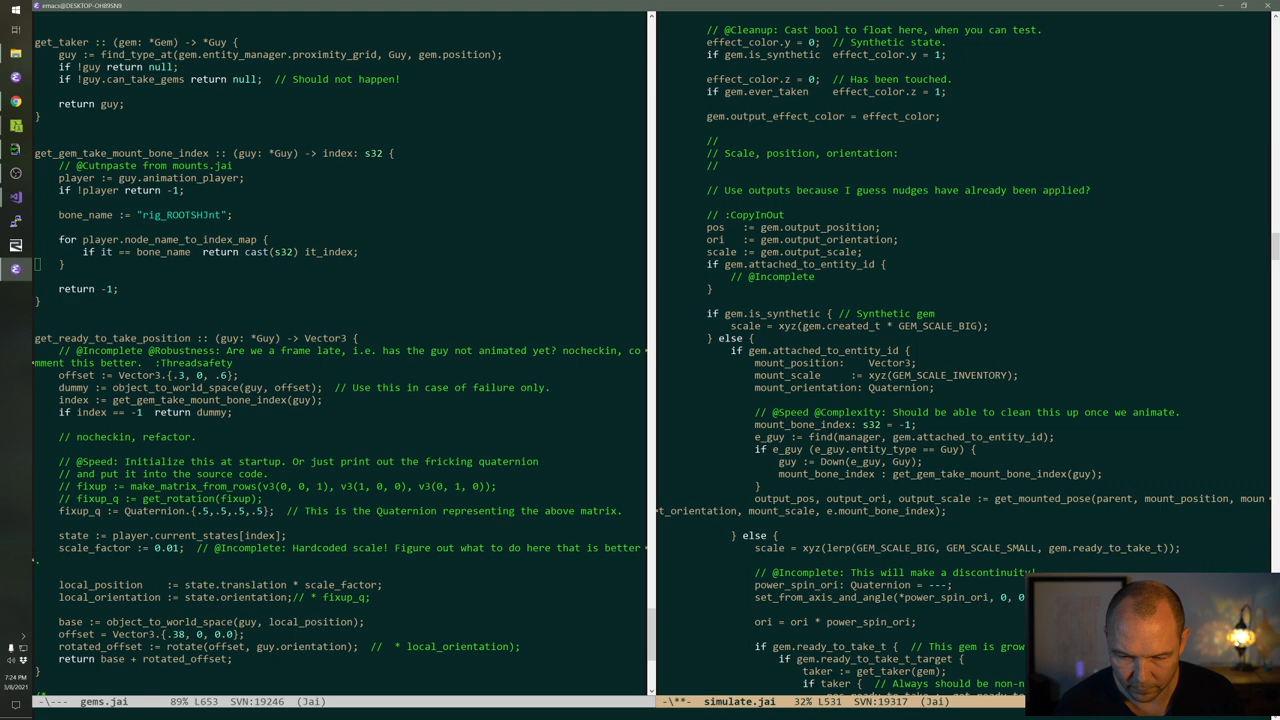 emacs@DESKTOP-OH89SN9
get_taker :: (gem: *Gem) -> *Guy {
guy := find_type_at(gem.entity_manager.proximity_grid, Guy, gem.position);
if !guy return null;
if !guy.can_take_gems return null;  // Should not happen!
return guy;
}
get_gem_take_mount_bone_index :: (guy: *Guy) -> index: s32 {
// @Cutnpaste from mounts.jai
player := guy.animation_player;
if !player return -1;
bone_name := "rig_ROOTSHJnt";
for player.node_name_to_index_map {
if it == bone_name  return cast(s32) it_index;
}
return -1;
}
get_ready_to_take_position :: (guy: *Guy) -> Vector3 {
// @Incomplete @Robustness: Are we a frame late, i.e. has the guy not animated yet? nocheckin, co
mment this better.  :Threadsafety
offset := Vector3.{.3, 0, .6};
dummy := object_to_world_space(guy, offset);  // Use this in case of failure only.
index := get_gem_take_mount_bone_index(guy);
if index == -1  return dummy;
// nocheckin, refactor.
// @Speed: Initialize this at startup. Or just print out the fricking quaternion
// and put it into the source code.
// fixup := make_matrix_from_rows(v3(0, 0, 1), v3(1, 0, 0), v3(0, 1, 0));
// fixup_q := get_rotation(fixup);
fixup_q := Quaternion.{.5,.5,.5,.5};  // This is the Quaternion representing the above matrix.
state := player.current_states[index];
scale_factor := 0.01;  // @Incomplete: Hardcoded scale! Figure out what to do here that is better
.
local_position    := state.translation * scale_factor;
local_orientation := state.orientation;// * fixup_q;
base := object_to_world_space(guy, local_position);
offset = Vector3.{.38, 0, 0.0};
rotated_offset := rotate(offset, guy.orientation);  //  * local_orientation);
return base + rotated_offset;
}
/*
-\---  gems.jai       89% L653  SVN:19246  (Jai)
// @Cleanup: Cast bool to float here, when you can test.
effect_color.y = 0;  // Synthetic state.
if gem.is_synthetic  effect_color.y = 1;
effect_color.z = 0;  // Has been touched.
if gem.ever_taken    effect_color.z = 1;
gem.output_effect_color = effect_color;
//
// Scale, position, orientation:
//
// Use outputs because I guess nudges have already been applied?
// :CopyInOut
pos   := gem.output_position;
ori   := gem.output_orientation;
scale := gem.output_scale;
if gem.attached_to_entity_id {
// @Incomplete
}
if gem.is_synthetic { // Synthetic gem
scale = xyz(gem.created_t * GEM_SCALE_BIG);
} else {
if gem.attached_to_entity_id {
mount_position:    Vector3;
mount_scale       := xyz(GEM_SCALE_INVENTORY);
mount_orientation: Quaternion;
// @Speed @Complexity: Should be able to clean this up once we animate.
mount_bone_index: s32 = -1;
e_guy := find(manager, gem.attached_to_entity_id);
if e_guy (e_guy.entity_type == Guy) {
guy := Down(e_guy, Guy);
mount_bone_index : get_gem_take_mount_bone_index(guy);
}
output_pos, output_ori, output_scale := get_mounted_pose(parent, mount_position, moun
t_orientation, mount_scale, e.mount_bone_index);
} else {
scale = xyz(lerp(GEM_SCALE_BIG, GEM_SCALE_SMALL, gem.ready_to_take_t));
// @Incomplete: This will make a discontinuity!
power_spin_ori: Quaternion = ---;
set_from_axis_and_angle(*power_spin_ori, 0, 0
ori = ori * power_spin_ori;
if gem.ready_to_take_t {  // This gem is grow
if gem.ready_to_take_t_target {
taker := get_taker(gem);
if taker {  // Always should be non-n
-\**-  simulate.jai   32% L531  SVN:19317  (Jai)
7:24 PM
3/8/2021